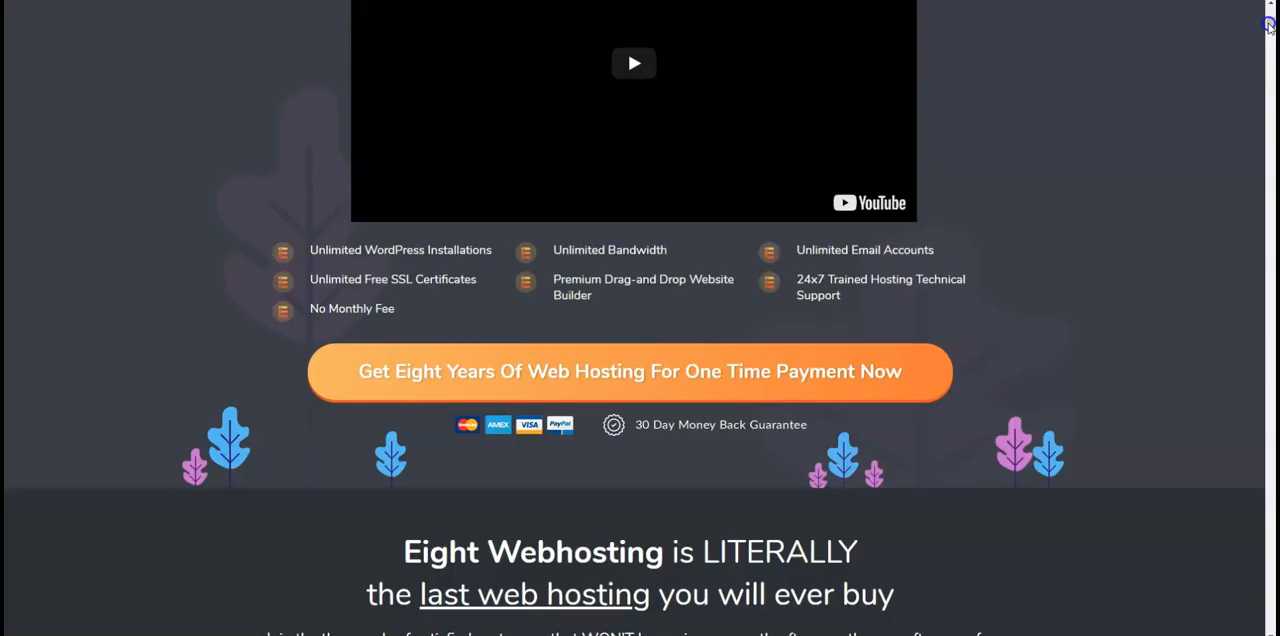 YouTube
Unlimited WordPress Installations
Unlimited Bandwidth
Unlimited Email Accounts
Unlimited Free SSL Certificates
Premium Drag-and Drop Website
Builder
24x7 Trained Hosting Technical
Support
No Monthly Fee
Get Eight Years Of Web Hosting For One Time Payment Now
AMEX VISA PayPal
30 Day Money Back Guarantee
Eight Webhosting is LITERALLY
the last web hosting you will ever buy